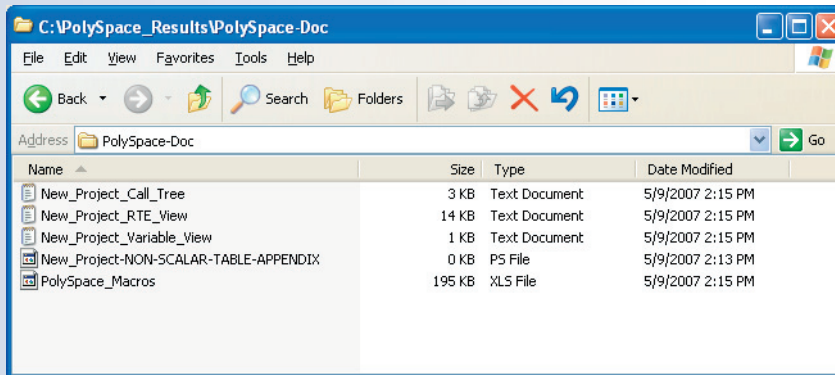 C:\PolySpace_Results\PolySpace-Doc
File Edit View Favorites Tools Help
Back Search Folders
Address PolySpace-Doc Go
Name Size Type Date Modified
New_Project_Call_Tree 3 KB Text Document 5/9/2007 2:15 PM
New_Project_RTE_View 14 KB Text Document 5/9/2007 2:15 PM
New_Project_Variable_View 1 KB Text Document 5/9/2007 2:15 PM
New_Project-NON-SCALAR-TABLE-APPENDIX 0 KB PS File 5/9/2007 2:13 PM
PolySpace_Macros 195 KB XLS File 5/9/2007 2:15 PM